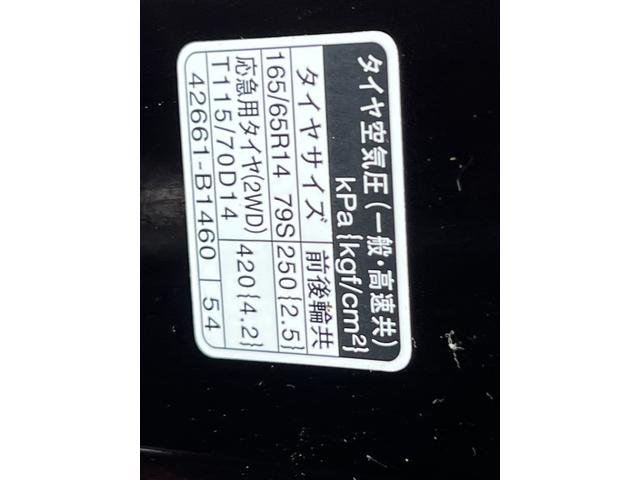 タイヤ空気圧(一般・高速共)
kPa{kgf/cm2}
タイヤサイズ 前後輪共
165/65R14 79S 250{2.5}
応急用タイヤ(2WD)
T115/70D14 420{4.2}
42661-B1460 54